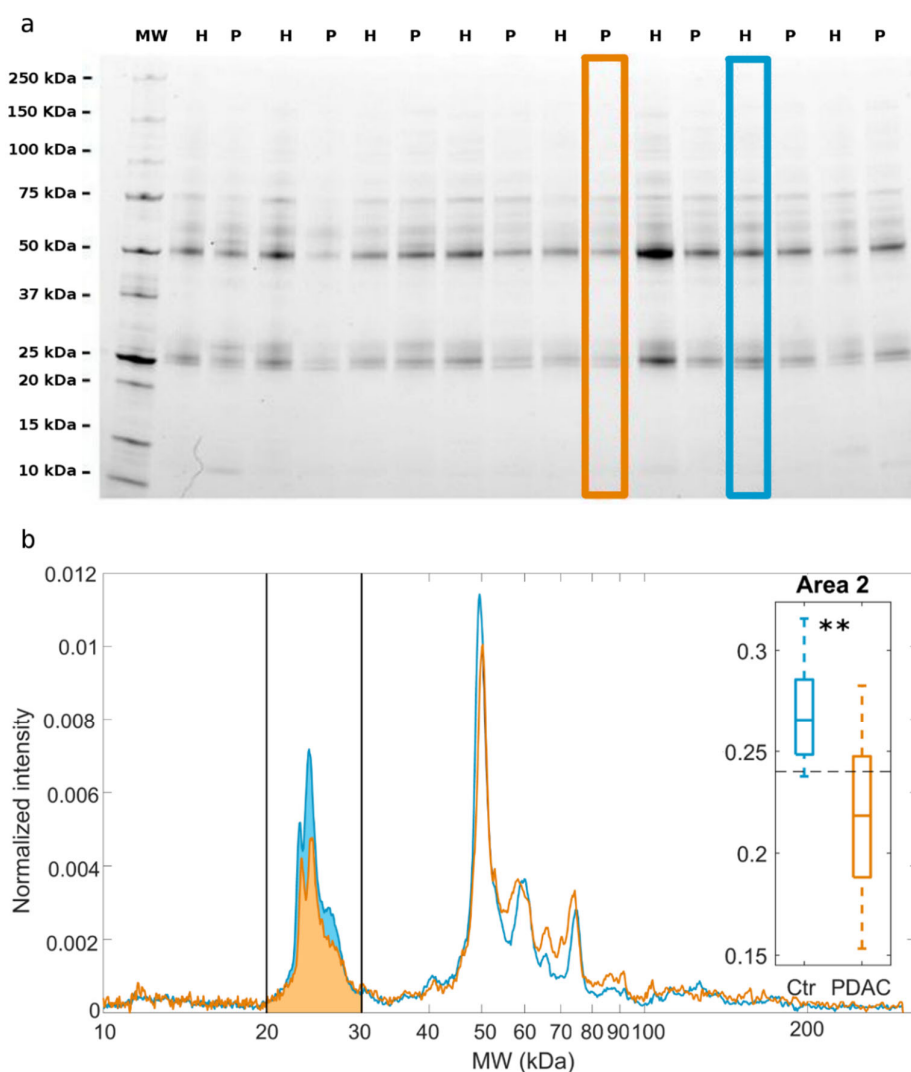 a
MW H P H P H P H P H P H P H P H P
250 kDa -
150 kDa -
100 kDa -
75 kDa -
50 kDa -
37 kDa -
25 kDa -
20 kDa -
15 kDa -
10 kDa -
b
0.012
0.01
0.008
0.006
0.004
0.002
0
Normalized intensity
10 20 30 40 50 60 70 80 90 100 200
MW (kDa)
Area 2
**
0.3
0.25
0.2
0.15
Ctr PDAC